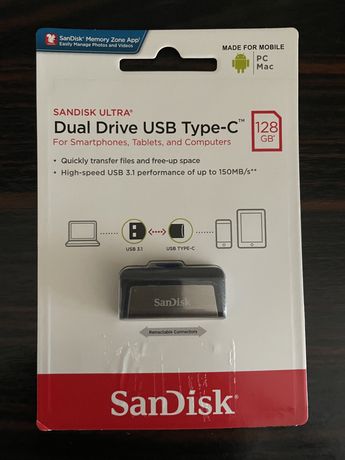 SanDisk® Memory Zone App!
Easily Manage Photos and Videos
MADE FOR MOBILE
PC
Mac
SANDISK ULTRA®
Dual Drive USB Type-C™
For Smartphones, Tablets, and Computers
128
GB*
• Quickly transfer files and free-up space
• High-speed USB 3.1 performance of up to 150MB/s**
USB 3.1
USB TYPE-C
SanDisk
Retractable Connectors
SanDisk®